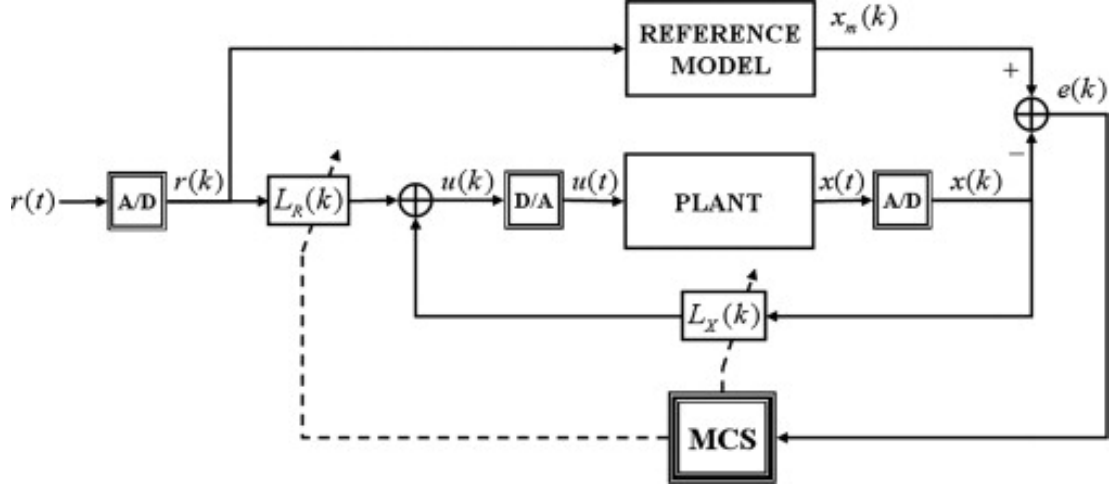 REFERENCE
MODEL
x_m(k)
+
e(k)
−
r(t)
A/D
r(k)
L_R(k)
u(k)
D/A
u(t)
PLANT
x(t)
A/D
x(k)
L_X(k)
MCS